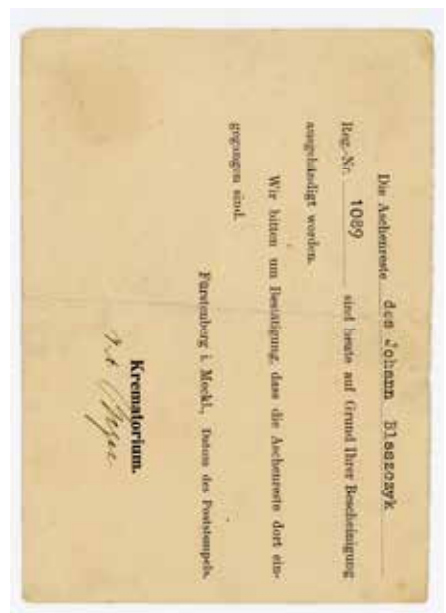 Die Aschenreste des Johann Blaszczyk
Reg.-Nr. 1089 sind heute auf Grund Ihrer Bescheinigung
ausgehändigt worden.
Wir bitten um Bestätigung, dass die Aschenreste dort ein-
gegangen sind.
Fürstenberg i. Meckl., Datum des Poststempels.
Krematorium.